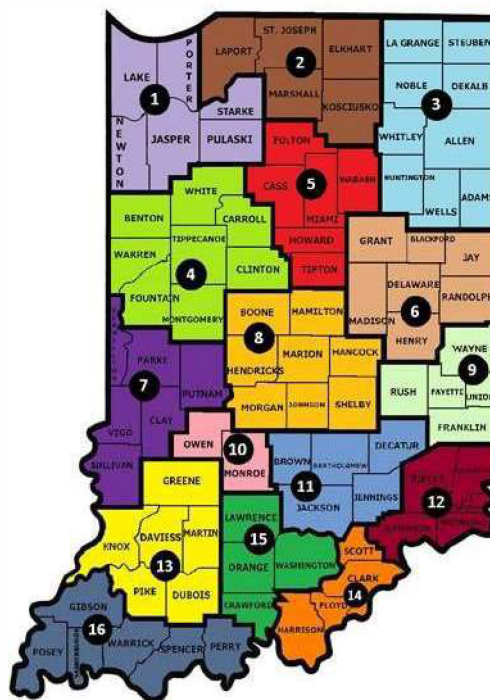 LAPORT
ST. JOSEPH
ELKHART
2
MARSHALL
KOSCIUSKO
LA GRANGE
STEUBEN
NOBLE
DEKALB
3
WHITLEY
ALLEN
HUNTINGTON
WELLS
ADAMS
LAKE
PORTER
1
NEWTON
JASPER
STARKE
PULASKI
FULTON
CASS
5
WABASH
MIAMI
HOWARD
TIPTON
WHITE
BENTON
CARROLL
TIPPECANOE
WARREN
4
CLINTON
FOUNTAIN
MONTGOMERY
GRANT
BLACKFORD
JAY
DELAWARE
RANDOLPH
6
MADISON
HENRY
BOONE
HAMILTON
8
MARION
HANCOCK
HENDRICKS
MORGAN
JOHNSON
SHELBY
WAYNE
9
RUSH
FAYETTE
UNION
FRANKLIN
PARKE
7
PUTNAM
CLAY
VIGO
SULLIVAN
OWEN
10
MONROE
DECATUR
BROWN
BARTHOLOMEW
11
JENNINGS
JACKSON
RIPLEY
12
GREENE
KNOX
DAVIESS
MARTIN
13
PIKE
DUBOIS
LAWRENCE
15
ORANGE
WASHINGTON
CRAWFORD
SCOTT
CLARK
14
FLOYD
HARRISON
GIBSON
16
POSEY
WARRICK
SPENCER
PERRY